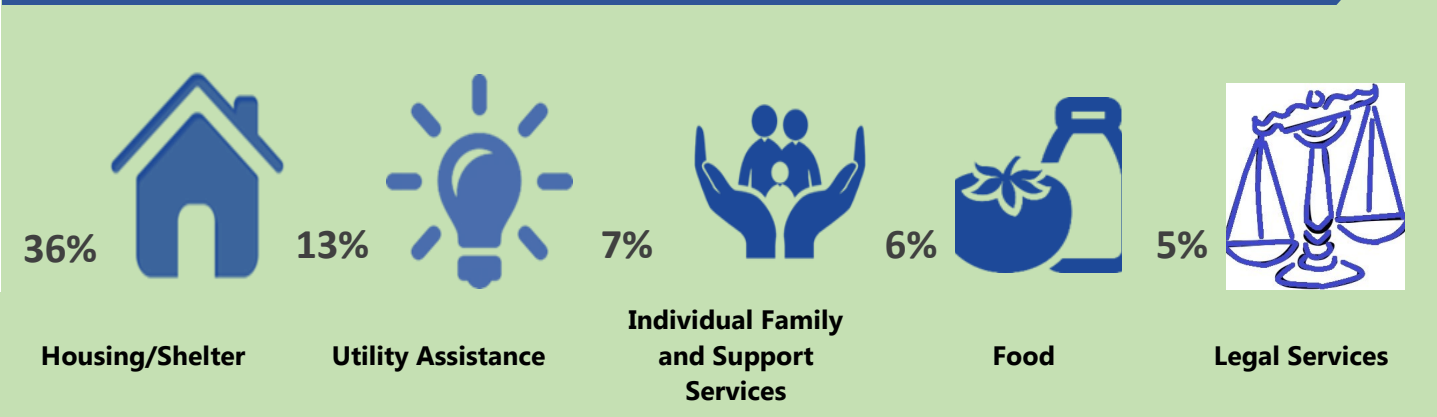 36%
13%
7%
6%
5%
Housing/Shelter
Utility Assistance
Individual Family
and Support
Services
Food
Legal Services